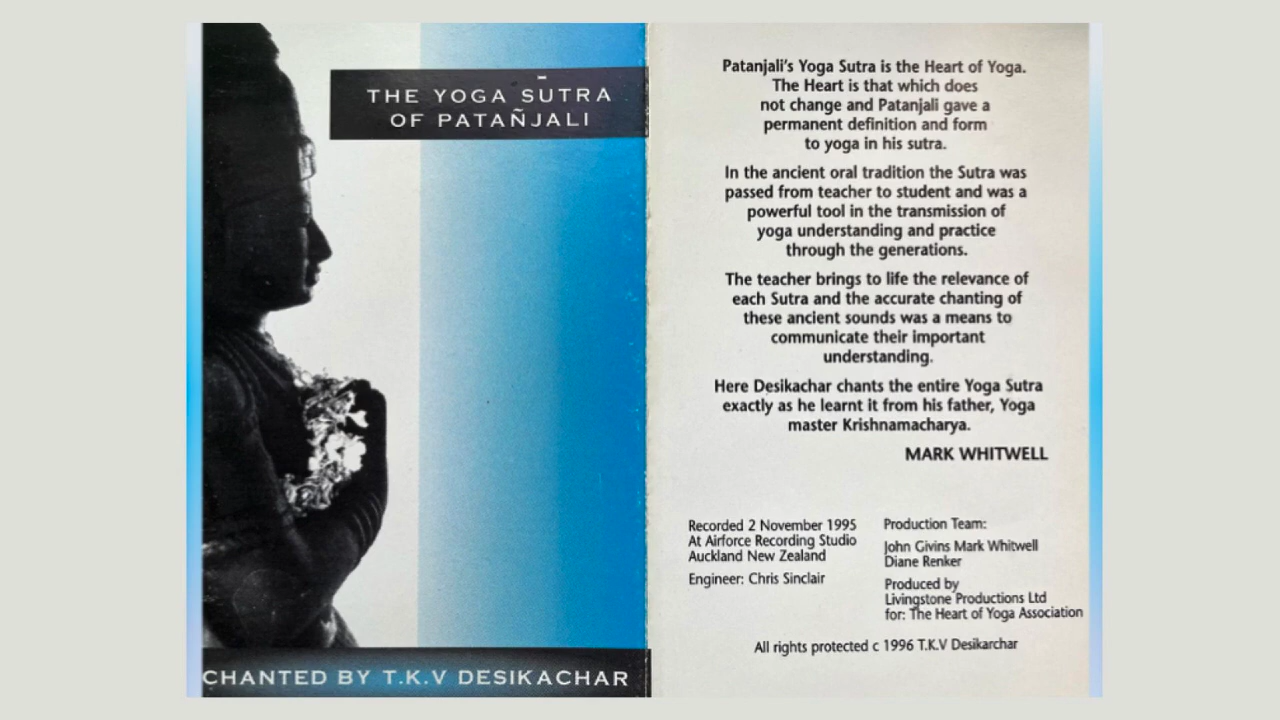 THE YOGA SŪTRA
OF PATAÑJALI
CHANTED BY T.K.V DESIKACHAR
Patanjali's Yoga Sutra is the Heart of Yoga.
The Heart is that which does
not change and Patanjali gave a
permanent definition and form
to yoga in his sutra.
In the ancient oral tradition the Sutra was
passed from teacher to student and was a
powerful tool in the transmission of
yoga understanding and practice
through the generations.
The teacher brings to life the relevance of
each Sutra and the accurate chanting of
these ancient sounds was a means to
communicate their important
understanding.
Here Desikachar chants the entire Yoga Sutra
exactly as he learnt it from his father, Yoga
master Krishnamacharya.
MARK WHITWELL
Recorded 2 November 1995
At Airforce Recording Studio
Auckland New Zealand
Engineer: Chris Sinclair
Production Team:
John Givins Mark Whitwell
Diane Renker
Produced by
Livingstone Productions Ltd
for: The Heart of Yoga Association
All rights protected c 1996 T.K.V Desikarchar